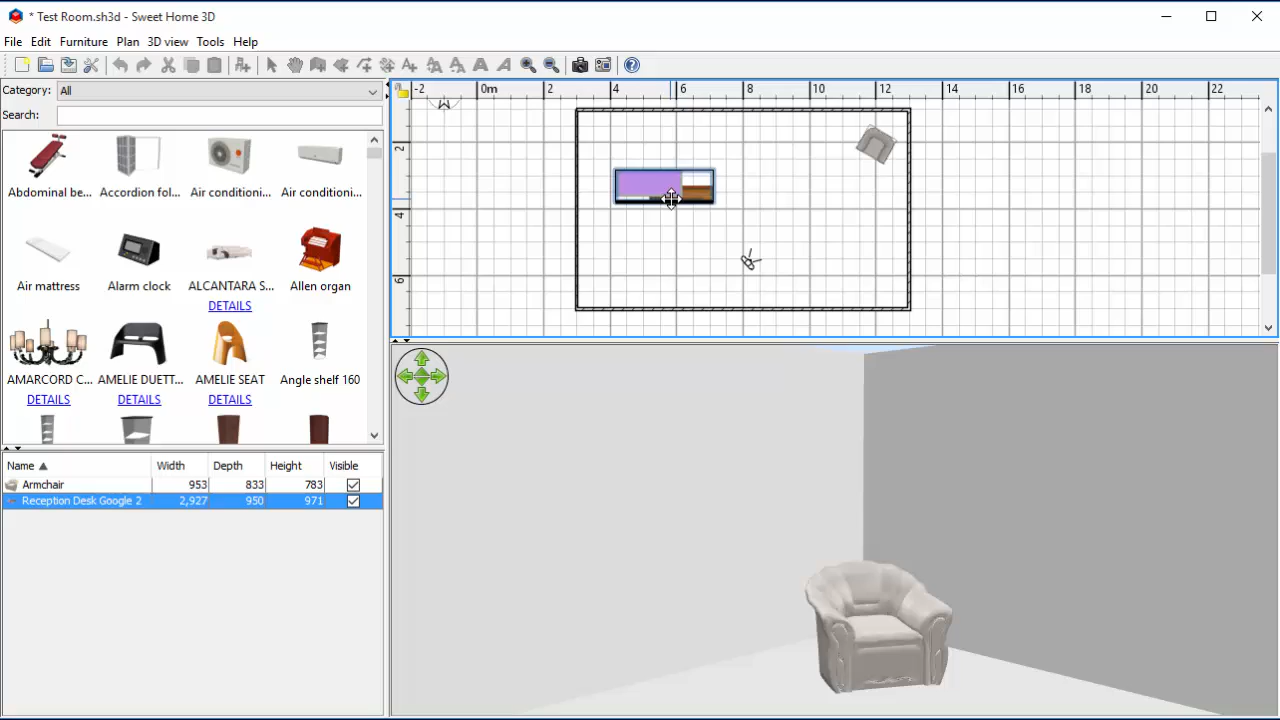 * Test Room.sh3d - Sweet Home 3D
File Edit Furniture Plan 3D view Tools Help
Category: All
Search:
-2 0m 2 4 6 8 10 12 14 16 18 20 22
2
4
6
Abdominal be... Accordion fol... Air conditioni... Air conditioni...
Air mattress Alarm clock ALCANTARA S... Allen organ
DETAILS
AMARCORD C... AMELIE DUETT... AMELIE SEAT Angle shelf 160
DETAILS DETAILS DETAILS
Name Width Depth Height Visible
Armchair 953 833 783
Reception Desk Google 2 2,927 950 971